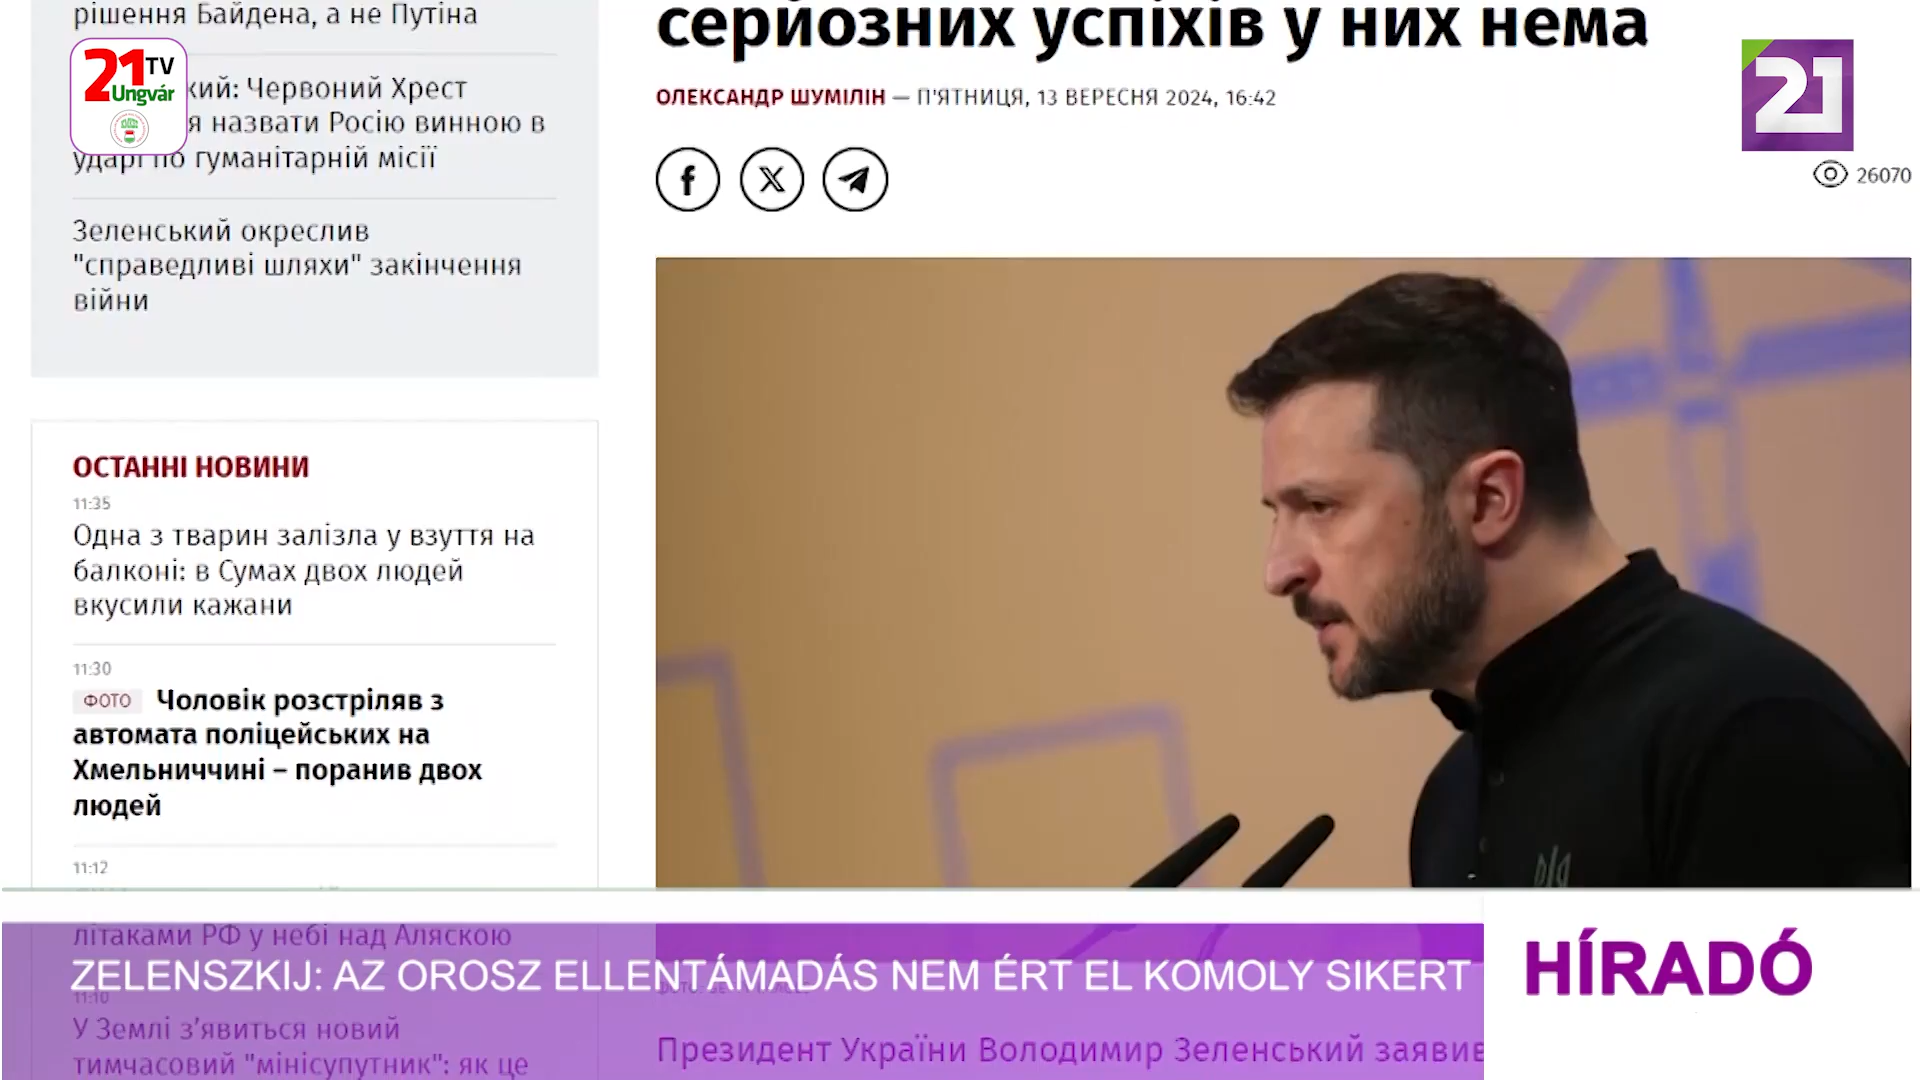 рішення Байдена, а не Путіна
21 TV
Ungvár
кий: Червоний Хрест
я назвати Росію винною в
ударі по гуманітарній місії
Зеленський окреслив
"справедливі шляхи" закінчення
війни
ОСТАННІ НОВИНИ
11:35
Одна з тварин залізла у взуття на
балконі: в Сумах двох людей
вкусили кажани
11:30
ФОТО Чоловік розстріляв з
автомата поліцейських на
Хмельниччині – поранив двох
людей
11:12
літаками РФ у небі над Аляскою
11:10
У Землі з’явиться новий
тимчасовий "мінісупутник": як це
серйозних успіхів у них нема
ОЛЕКСАНДР ШУМІЛІН — П'ЯТНИЦЯ, 13 ВЕРЕСНЯ 2024, 16:42
21
26070
ZELENSZKIJ: AZ OROSZ ELLENTÁMADÁS NEM ÉRT EL KOMOLY SIKERT
HÍRADÓ
Президент України Володимир Зеленський заявив